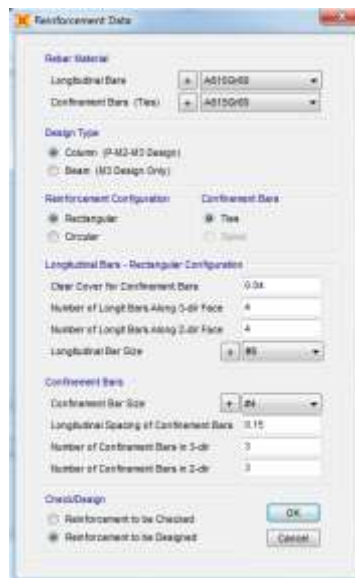 Reinforcement Data
Rebar Material
Longitudinal Bars + A615Gr60
Confinement Bars (Ties) + A615Gr60
Design Type
Column (P-M2-M3 Design)
Beam (M3 Design Only)
Reinforcement Configuration Confinement Bars
Rectangular Ties
Circular Spiral
Longitudinal Bars - Rectangular Configuration
Clear Cover for Confinement Bars 0.04
Number of Longit Bars Along 3-dir Face 4
Number of Longit Bars Along 2-dir Face 4
Longitudinal Bar Size +
Confinement Bars
Confinement Bar Size + #4
Longitudinal Spacing of Confinement Bars 0.15
Number of Confinement Bars in 3-dir 3
Number of Confinement Bars in 2-dir 3
Check/Design
Reinforcement to be Checked OK
Reinforcement to be Designed Cancel